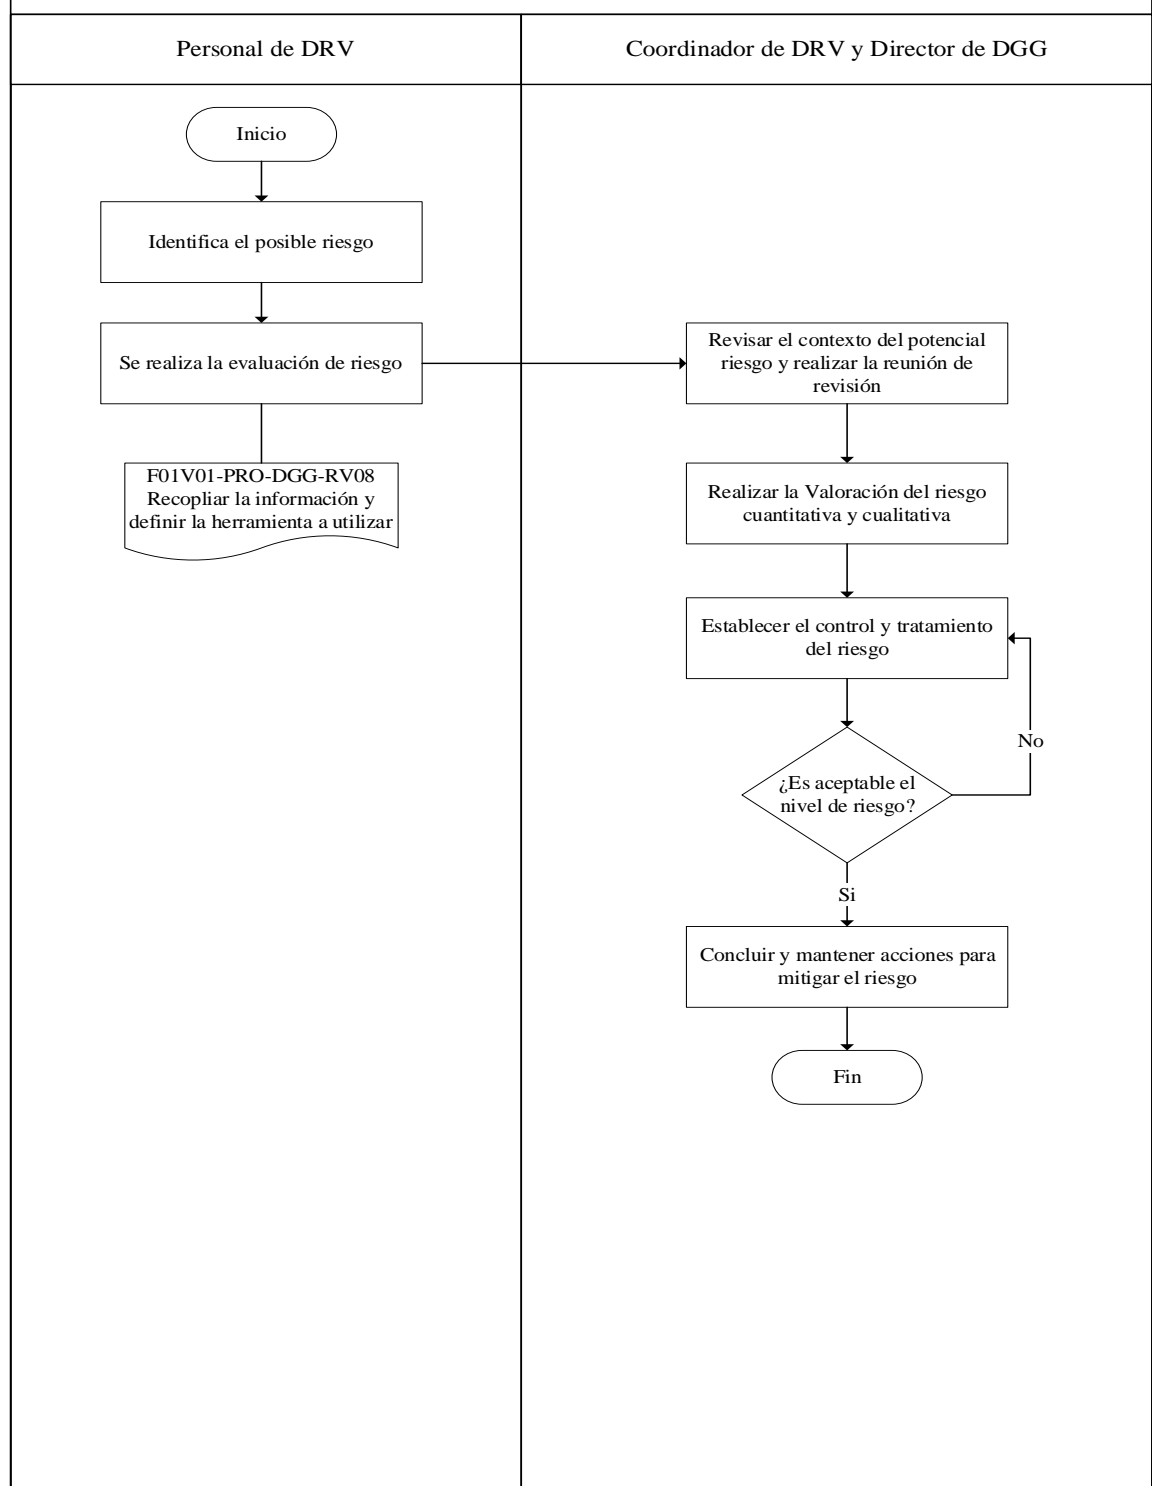 Personal de DRV
Coordinador de DRV y Director de DGG
Inicio
Identifica el posible riesgo
Se realiza la evaluación de riesgo
F01V01-PRO-DGG-RV08
Recopliar la información y
definir la herramienta a utilizar
Revisar el contexto del potencial
riesgo y realizar la reunión de
revisión
Realizar la Valoración del riesgo
cuantitativa y cualitativa
Establecer el control y tratamiento
del riesgo
No
¿Es aceptable el
nivel de riesgo?
Si
Concluir y mantener acciones para
mitigar el riesgo
Fin